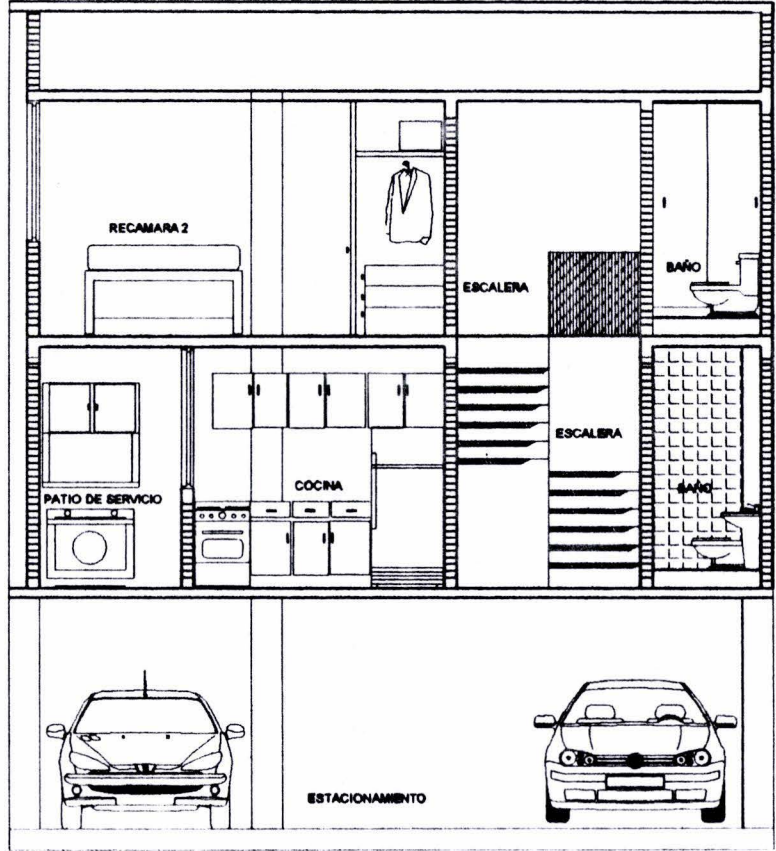 RECAMARA 2
BAÑO
ESCALERA
ESCALERA
COCINA
BAÑO
PATIO DE SERVICIO
ESTACIONAMIENTO